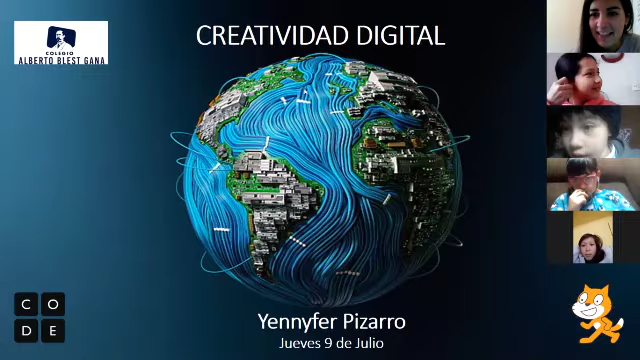 COLEGIO
ALBERTO BLEST GANA
CREATIVIDAD DIGITAL
Yennyfer Pizarro
Jueves 9 de Julio
C O
D E